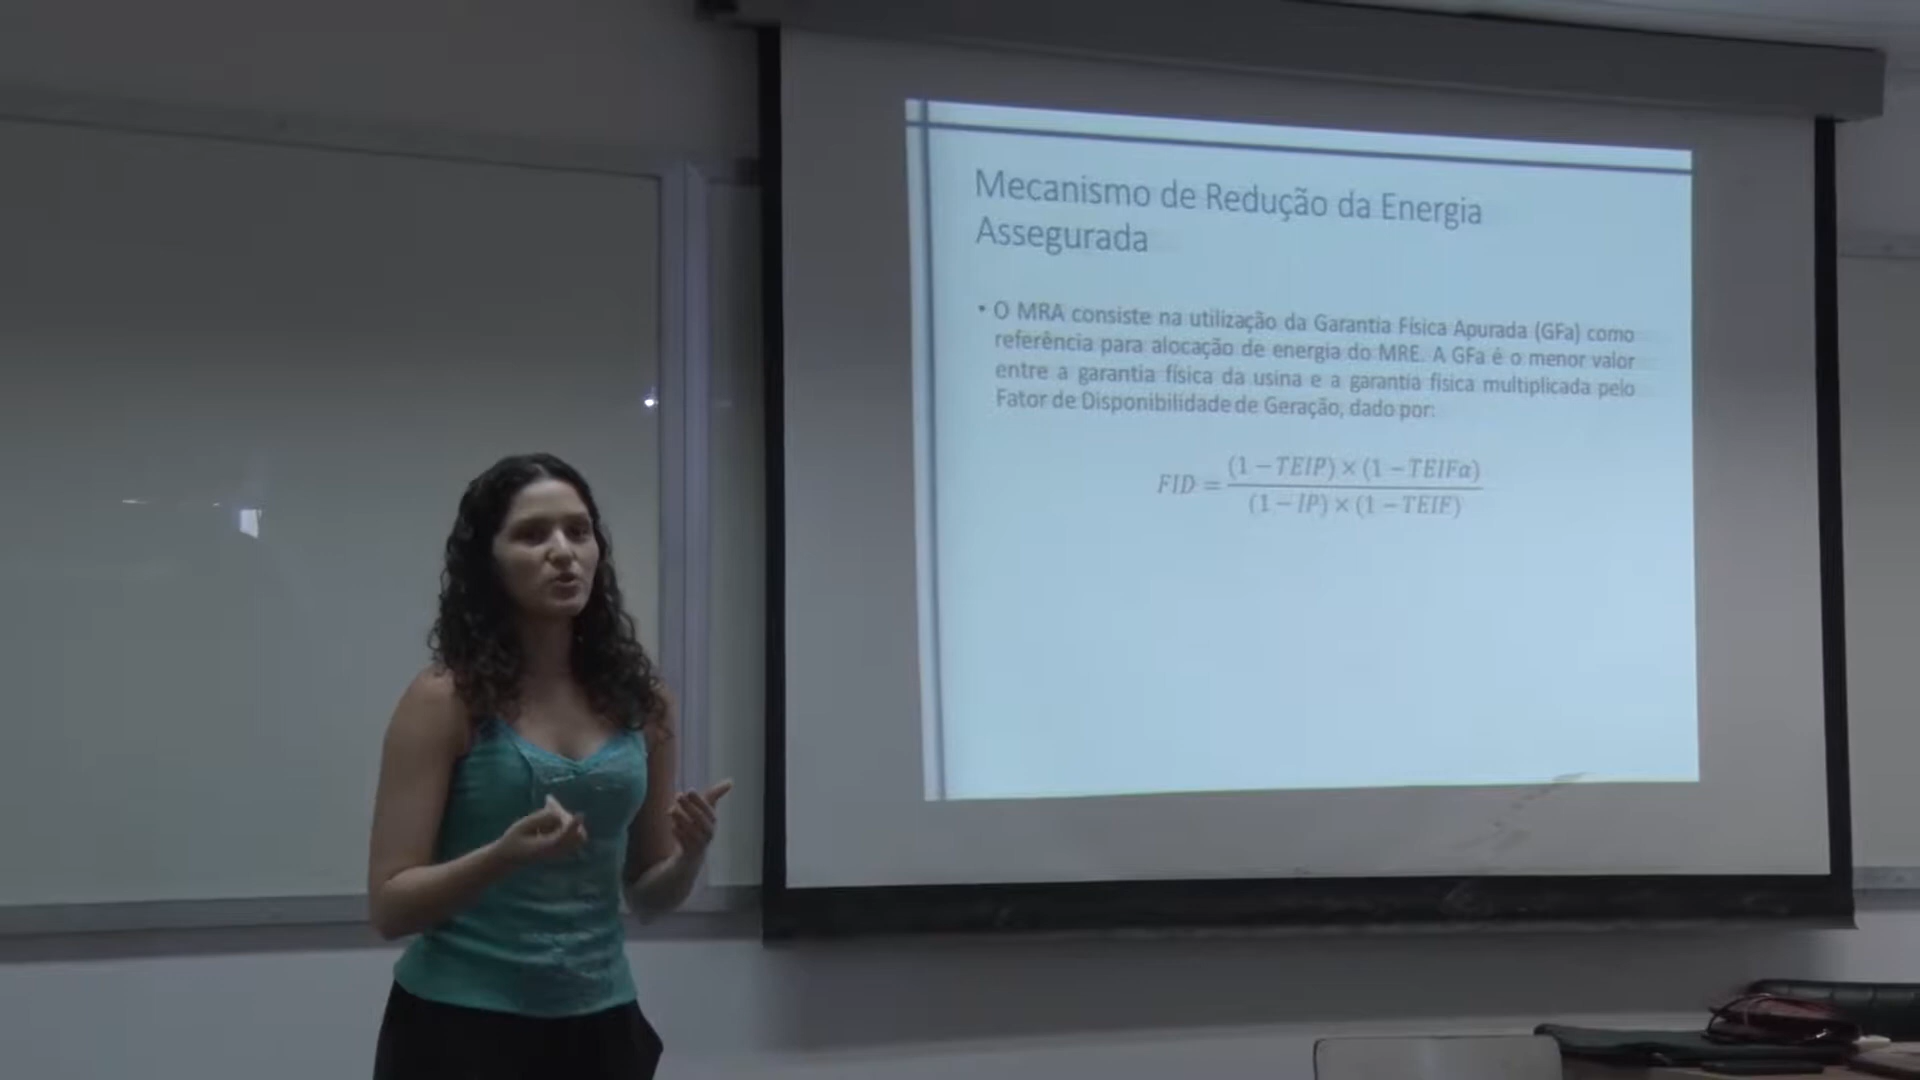 Mecanismo de Redução da Energia
Assegurada
• O MRA consiste na utilização da Garantia Física Apurada (GFa) como
referência para alocação de energia do MRE. A GFa é o menor valor
entre a garantia física da usina e a garantia física multiplicada pelo
Fator de Disponibilidade de Geração, dado por:
FID = (1 − TEIP) × (1 − TEIFa)
(1 − IP) × (1 − TEIF)